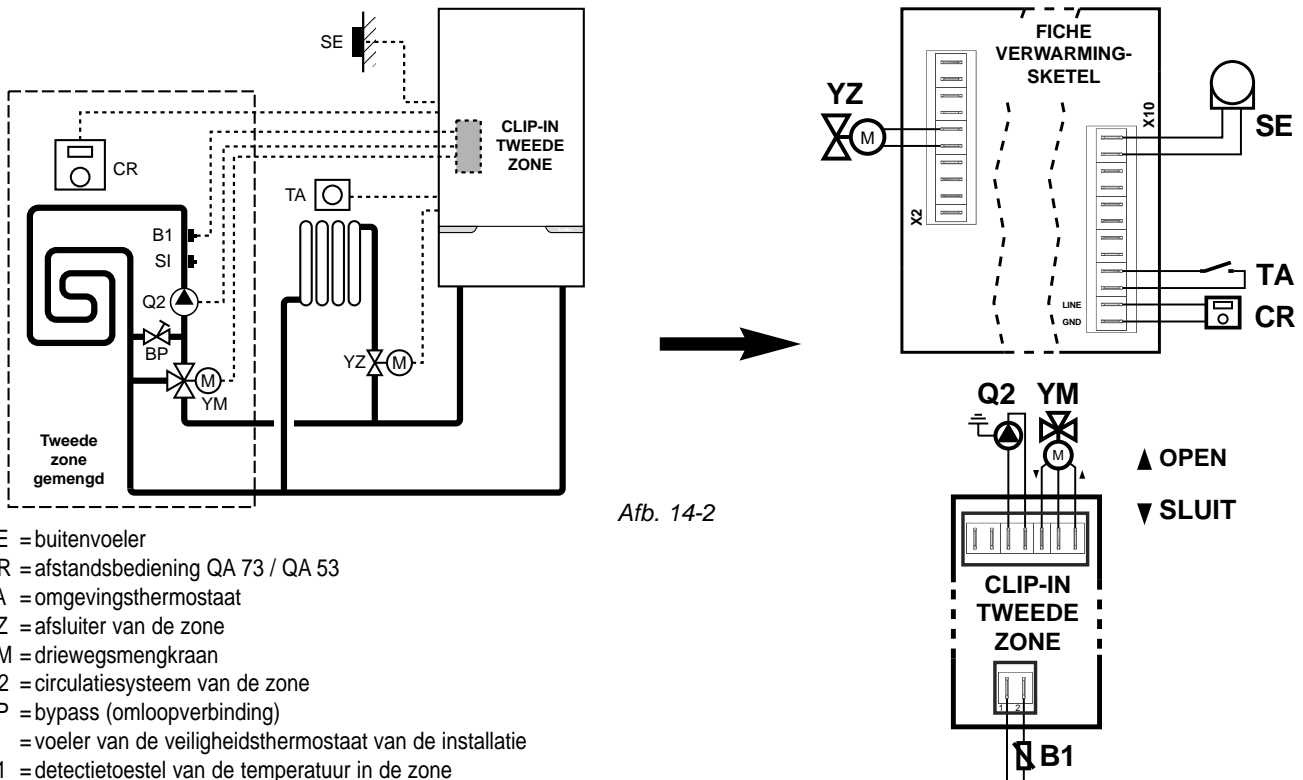 SE
CR
CLIP-IN
TWEEDE
ZONE
TA
B1
SI
Q2
BP
M
YM
YZ
M
Tweede
zone
gemengd
FICHE
VERWARMING-
SKETEL
YZ
M
X2
X10
SE
TA
LINE
GND
CR
Q2 YM
M
OPEN
SLUIT
CLIP-IN
TWEEDE
ZONE
1 2
B1
Afb. 14-2
E = buitenvoeler
R = afstandsbediening QA 73 / QA 53
A = omgevingsthermostaat
Z = afsluiter van de zone
M = driewegsmengkraan
2 = circulatiesysteem van de zone
P = bypass (omloopverbinding)
= voeler van de veiligheidsthermostaat van de installatie
1 = detectietoestel van de temperatuur in de zone